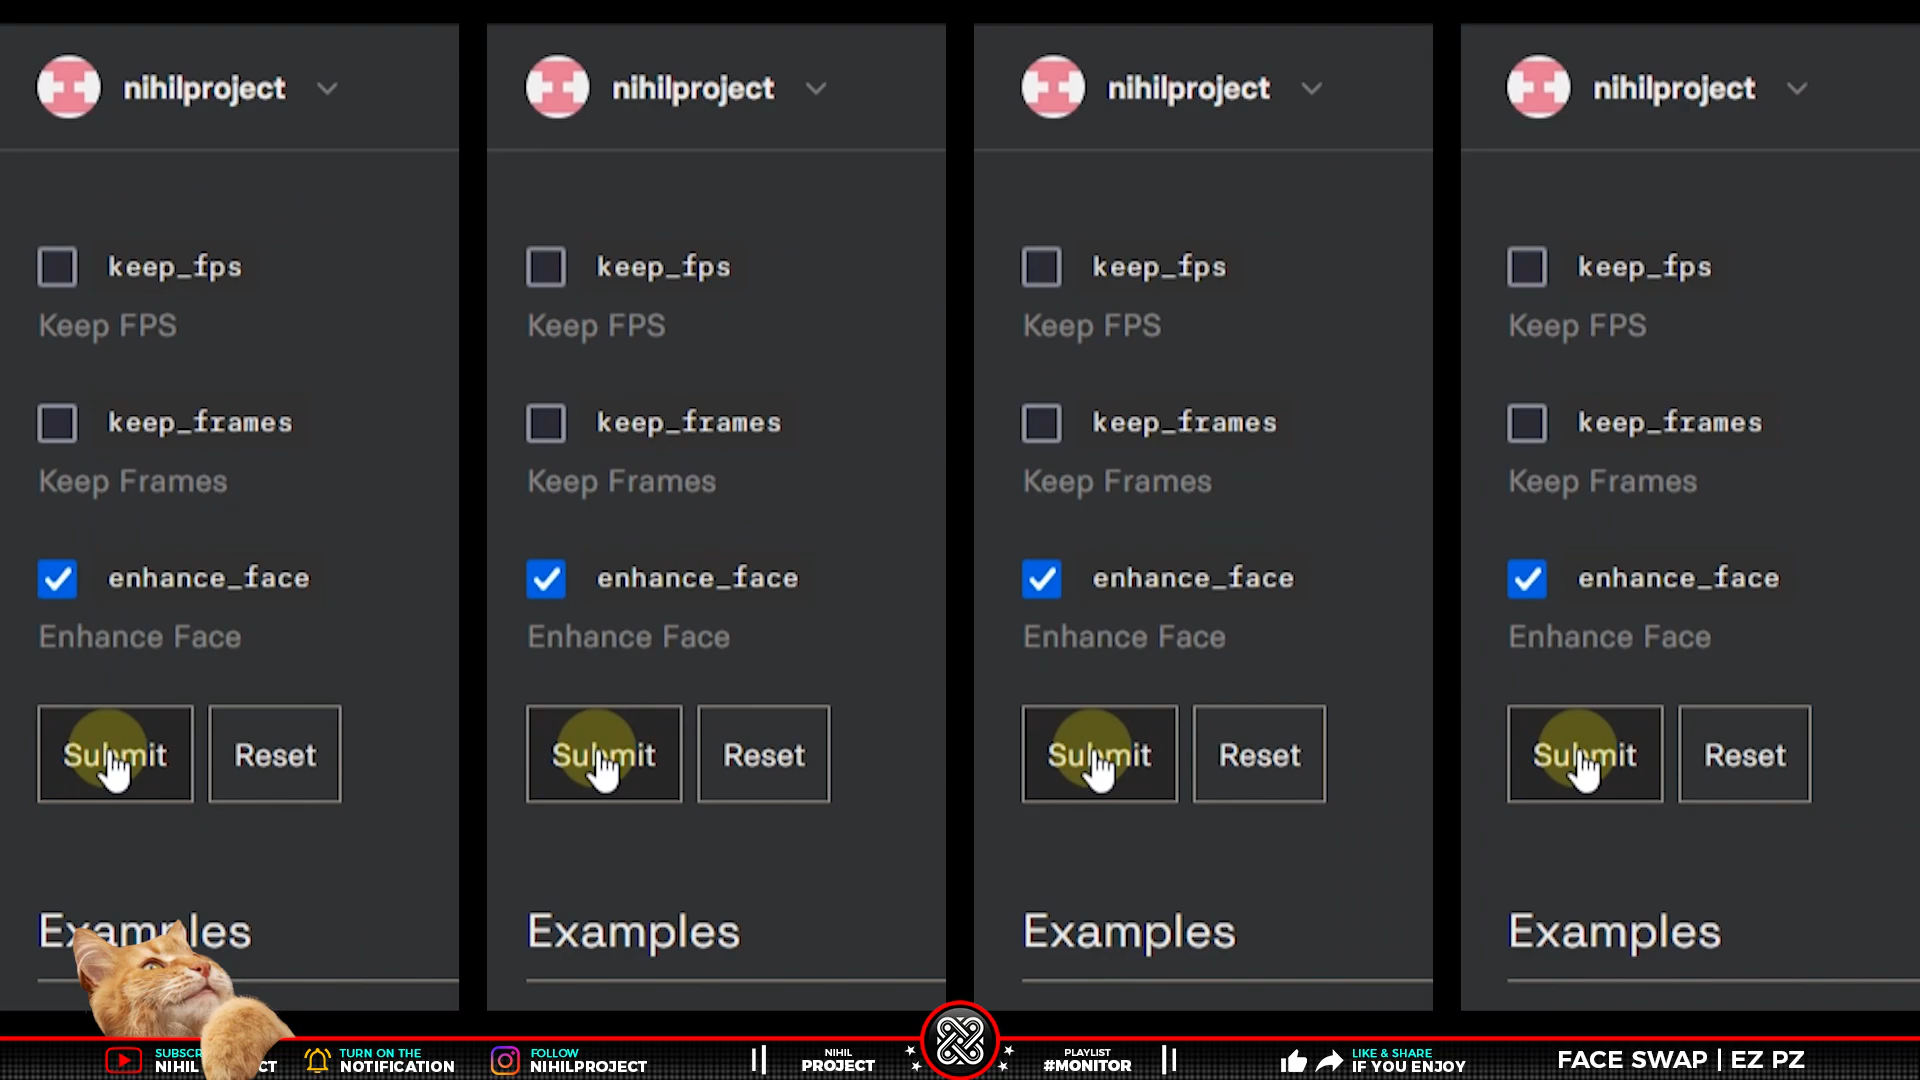 nihilproject
keep_fps
Keep FPS
keep_frames
Keep Frames
enhance_face
Enhance Face
Submit
Reset
Examples
nihilproject
keep_fps
Keep FPS
keep_frames
Keep Frames
enhance_face
Enhance Face
Submit
Reset
Examples
nihilproject
keep_fps
Keep FPS
keep_frames
Keep Frames
enhance_face
Enhance Face
Submit
Reset
Examples
nihilproject
keep_fps
Keep FPS
keep_frames
Keep Frames
enhance_face
Enhance Face
Submit
Reset
Examples
NIHIL
TURN ON THE
NOTIFICATION
FOLLOW
NIHILPROJECT
NIHIL
PROJECT
PLAYLIST
#MONITOR
LIKE & SHARE
IF YOU ENJOY
FACE SWAP | EZ PZ